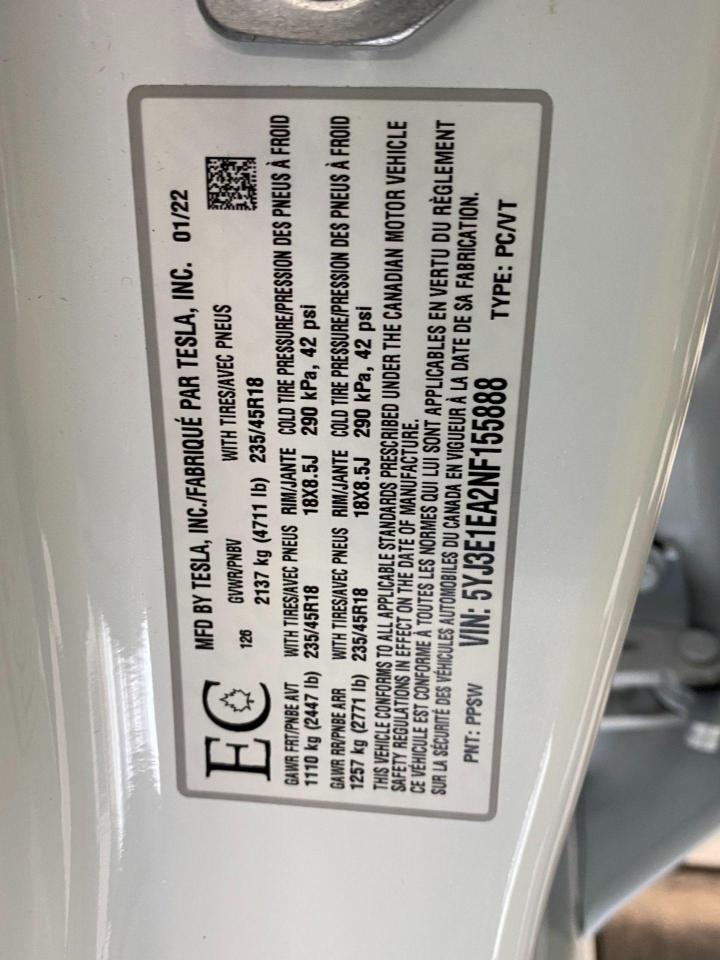 MFD BY TESLA, INC./FABRIQUÉ PAR TESLA, INC. 01/22
EC
126 GVWR/PNBV WITH TIRES/AVEC PNEUS
2137 kg (4711 lb) 235/45R18
GAWR FRT/PNBE AVT WITH TIRES/AVEC PNEUS RIM/JANTE COLD TIRE PRESSURE/PRESSION DES PNEUS À FROID
1110 kg (2447 lb) 235/45R18 18X8.5J 290 kPa, 42 psi
GAWR RR/PNBE ARR WITH TIRES/AVEC PNEUS RIM/JANTE COLD TIRE PRESSURE/PRESSION DES PNEUS À FROID
1257 kg (2771 lb) 235/45R18 18X8.5J 290 kPa, 42 psi
THIS VEHICLE CONFORMS TO ALL APPLICABLE STANDARDS PRESCRIBED UNDER THE CANADIAN MOTOR VEHICLE
SAFETY REGULATIONS IN EFFECT ON THE DATE OF MANUFACTURE.
CE VÉHICULE EST CONFORME À TOUTES LES NORMES QUI LUI SONT APPLICABLES EN VERTU DU RÈGLEMENT
SUR LA SÉCURITÉ DES VÉHICULES AUTOMOBILES DU CANADA EN VIGUEUR À LA DATE DE SA FABRICATION.
PNT: PPSW VIN: 5YJ3E1EA2NF155888 TYPE: PC/VT